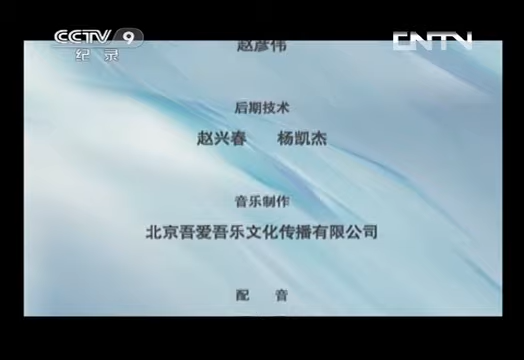 CCTV 9 CNTV
纪 录
赵彦伟
后期技术
赵兴春 杨凯杰
音乐制作
北京吾爱吾乐文化传播有限公司
配 音